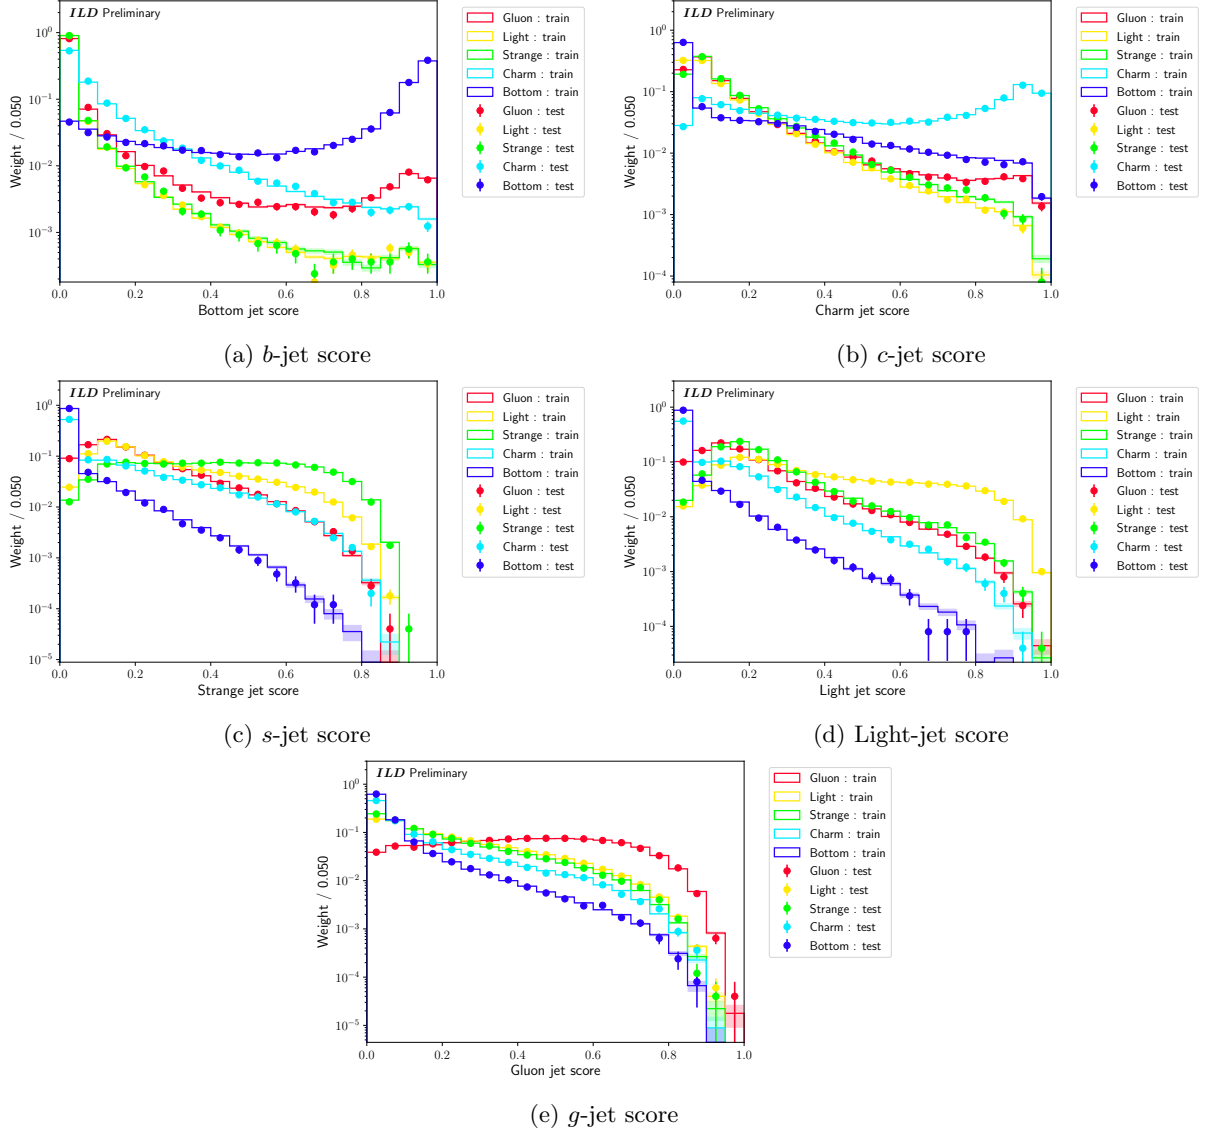 ILD Preliminary
Weight / 0.050
10⁰
10⁻¹
10⁻²
10⁻³
0.0 0.2 0.4 0.6 0.8 1.0
Bottom jet score
Gluon : train
Light : train
Strange : train
Charm : train
Bottom : train
Gluon : test
Light : test
Strange : test
Charm : test
Bottom : test
(a) b-jet score
ILD Preliminary
Weight / 0.050
10⁰
10⁻¹
10⁻²
10⁻³
10⁻⁴
0.0 0.2 0.4 0.6 0.8 1.0
Charm jet score
Gluon : train
Light : train
Strange : train
Charm : train
Bottom : train
Gluon : test
Light : test
Strange : test
Charm : test
Bottom : test
(b) c-jet score
ILD Preliminary
Weight / 0.050
10⁰
10⁻¹
10⁻²
10⁻³
10⁻⁴
10⁻⁵
0.0 0.2 0.4 0.6 0.8 1.0
Strange jet score
Gluon : train
Light : train
Strange : train
Charm : train
Bottom : train
Gluon : test
Light : test
Strange : test
Charm : test
Bottom : test
(c) s-jet score
ILD Preliminary
Weight / 0.050
10⁰
10⁻¹
10⁻²
10⁻³
10⁻⁴
0.0 0.2 0.4 0.6 0.8 1.0
Light jet score
Gluon : train
Light : train
Strange : train
Charm : train
Bottom : train
Gluon : test
Light : test
Strange : test
Charm : test
Bottom : test
(d) Light-jet score
ILD Preliminary
Weight / 0.050
10⁰
10⁻¹
10⁻²
10⁻³
10⁻⁴
10⁻⁵
0.0 0.2 0.4 0.6 0.8 1.0
Gluon jet score
Gluon : train
Light : train
Strange : train
Charm : train
Bottom : train
Gluon : test
Light : test
Strange : test
Charm : test
Bottom : test
(e) g-jet score